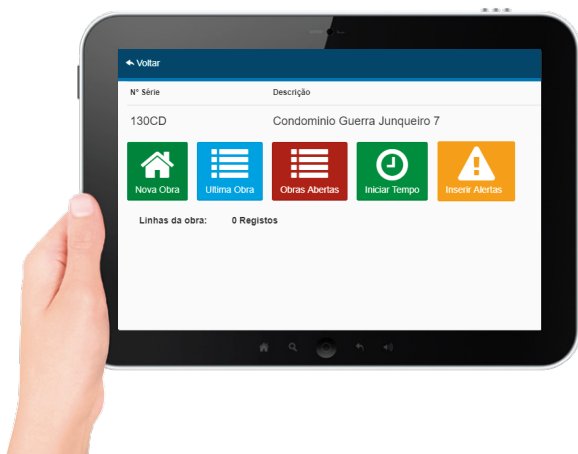 Voltar
Nº Série Descrição
130CD Condominio Guerra Junqueiro 7
Nova Obra Ultima Obra Obras Abertas Iniciar Tempo Inserir Alertas
Linhas da obra: 0 Registos